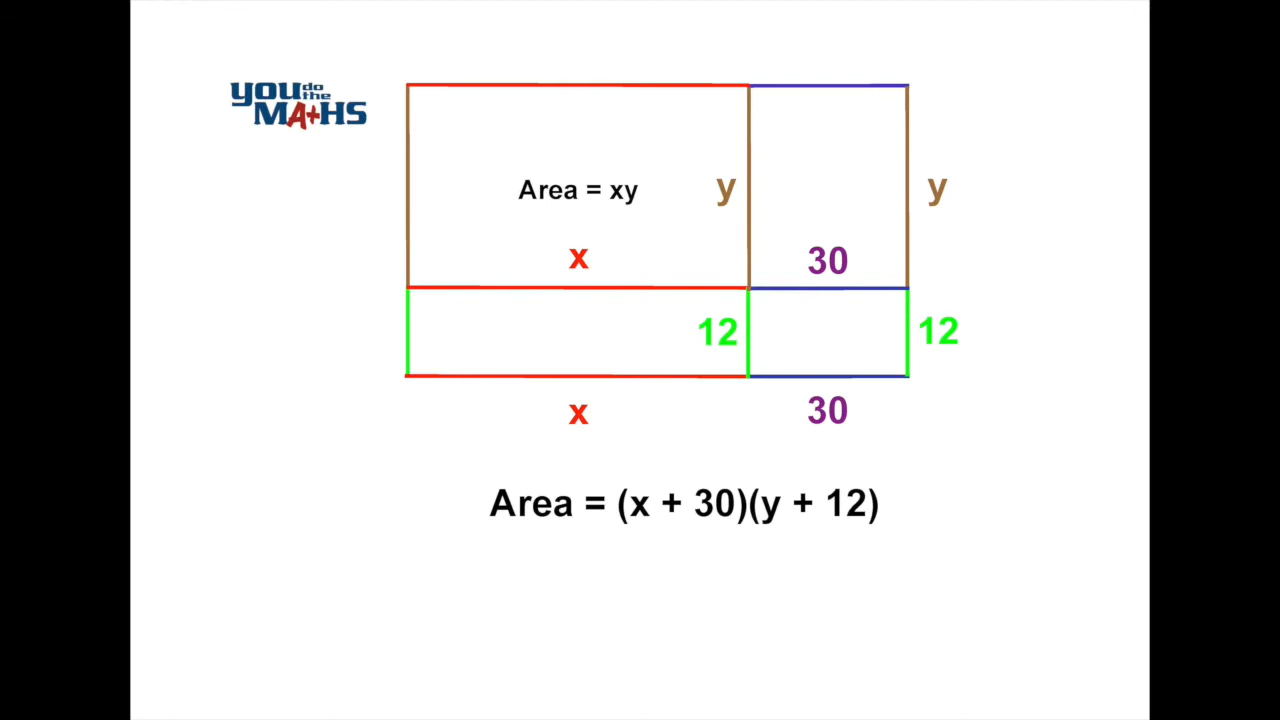 you do the
MA+HS
Area = xy
y
y
x
30
12
12
x
30
Area = (x + 30)(y + 12)